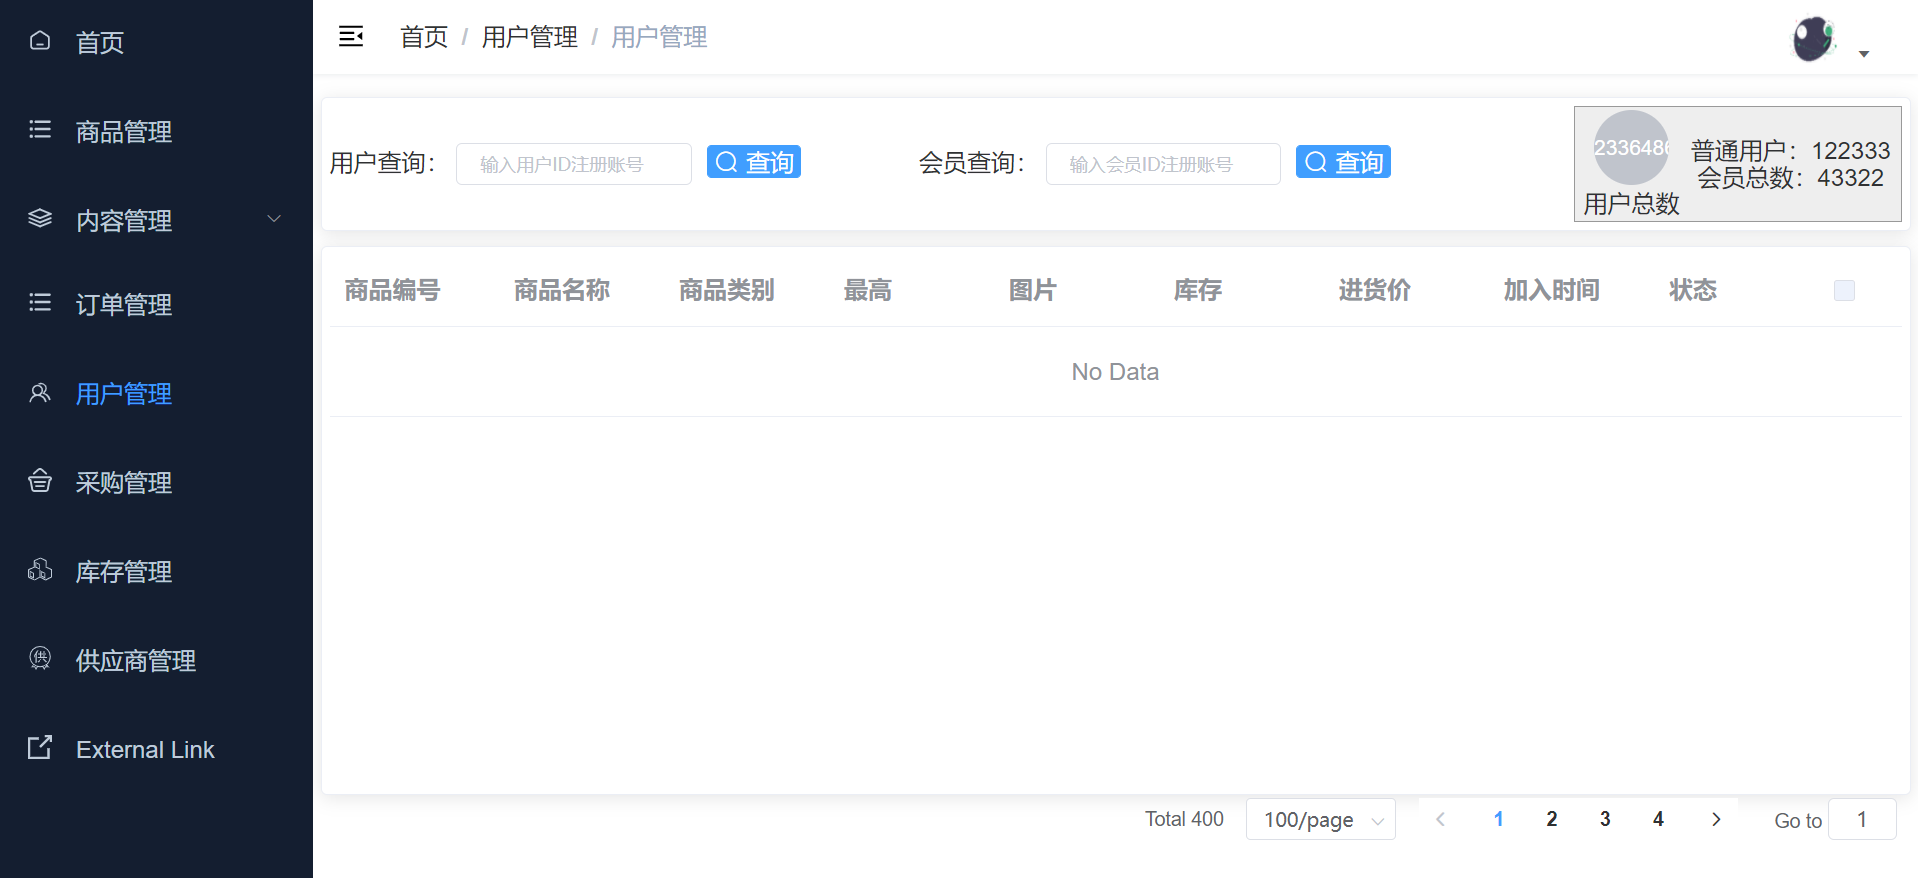 首页
商品管理
内容管理
订单管理
用户管理
采购管理
库存管理
供应商管理
External Link
首页 / 用户管理 / 用户管理
用户查询： 输入用户ID注册账号 查询 会员查询： 输入会员ID注册账号 查询
用户总数
普通用户：122333
会员总数：43322
商品编号 商品名称 商品类别 最高 图片 库存 进货价 加入时间 状态
No Data
Total 400 100/page 1 2 3 4 Go to 1